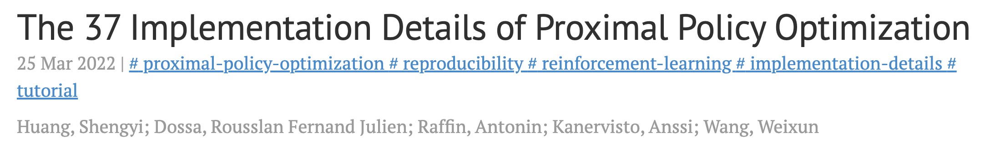 The 37 Implementation Details of Proximal Policy Optimization
25 Mar 2022 | # proximal-policy-optimization # reproducibility # reinforcement-learning # implementation-details #
tutorial
Huang, Shengyi; Dossa, Rousslan Fernand Julien; Raffin, Antonin; Kanervisto, Anssi; Wang, Weixun